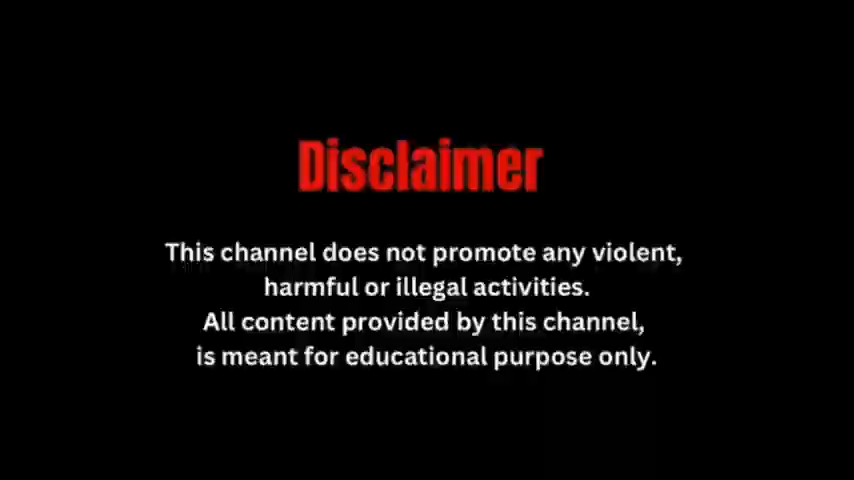 Disclaimer
This channel does not promote any violent,
harmful or illegal activities.
All content provided by this channel,
is meant for educational purpose only.